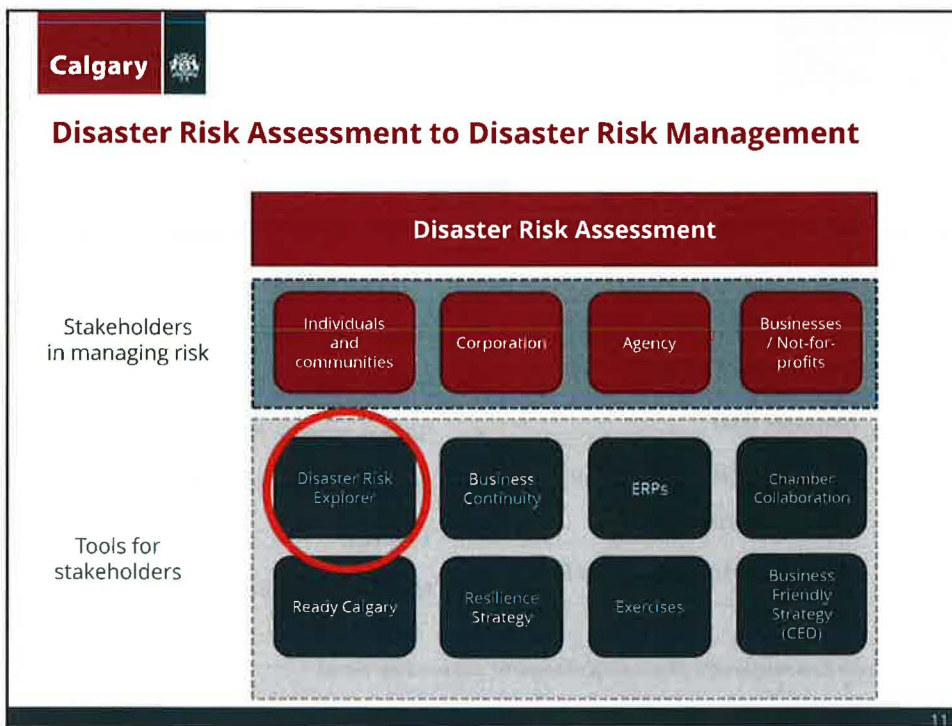 Calgary
Disaster Risk Assessment to Disaster Risk Management
Disaster Risk Assessment
Stakeholders
in managing risk
Individuals
and
communities
Corporation
Agency
Businesses
/ Not-for-
profits
Tools for
stakeholders
Disaster Risk
Explorer
Business
Continuity
ERPs
Chamber
Collaboration
Ready Calgary
Resilience
Strategy
Exercises
Business
Friendly
Strategy
(CED)
11